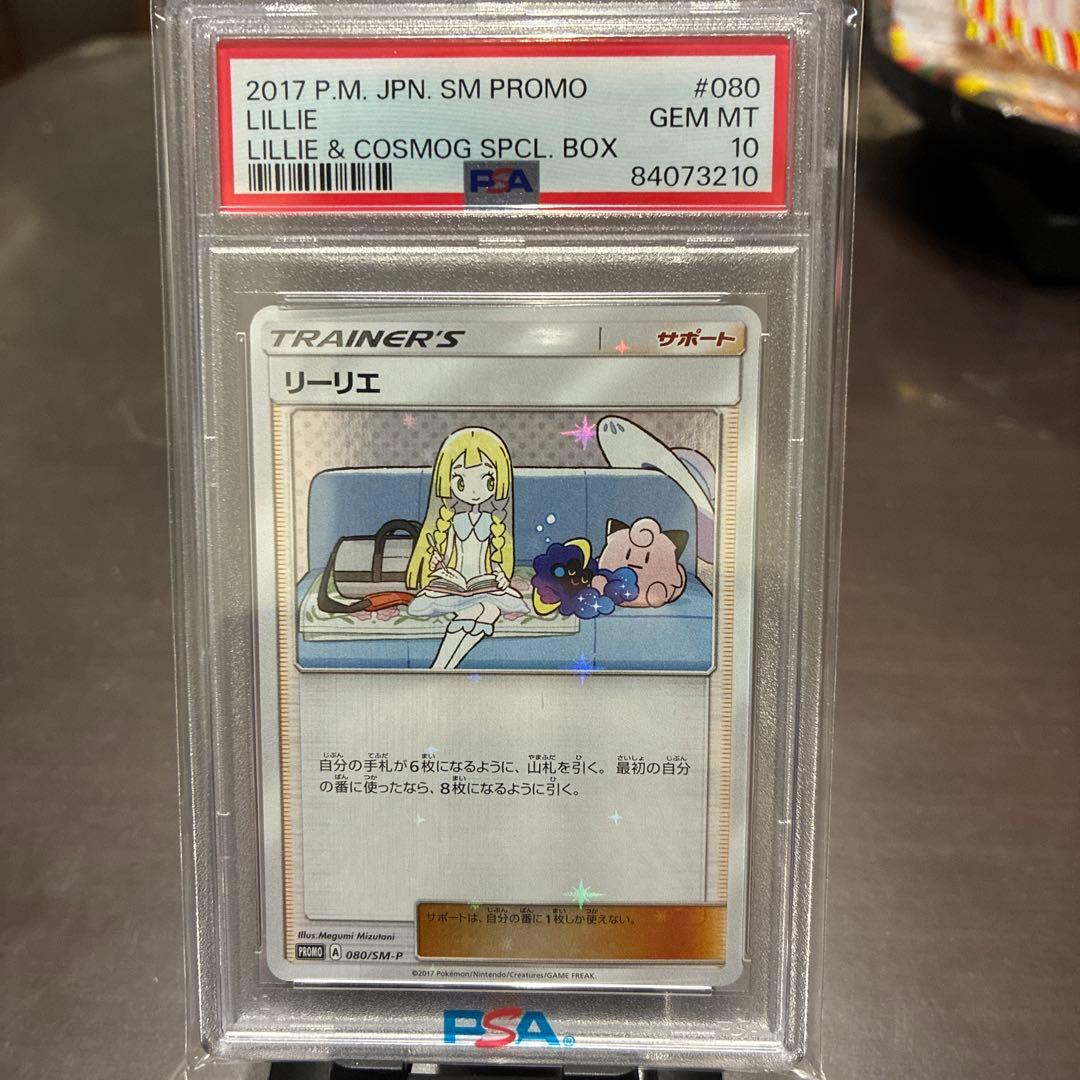 2017 P.M. JPN. SM PROMO #080
LILLIE GEM MT
LILLIE & COSMOG SPCL. BOX 10
PSA 84073210
TRAINER'S サポート
リーリエ
自分の手札が6枚になるように、山札を引く。最初の自分
の番に使ったなら、8枚になるように引く。
サポートは、自分の番に1枚しか使えない。
Illus.Megumi Mizutani
PROMO A 080/SM-P
©2017 Pokémon/Nintendo/Creatures/GAME FREAK.
PSA®